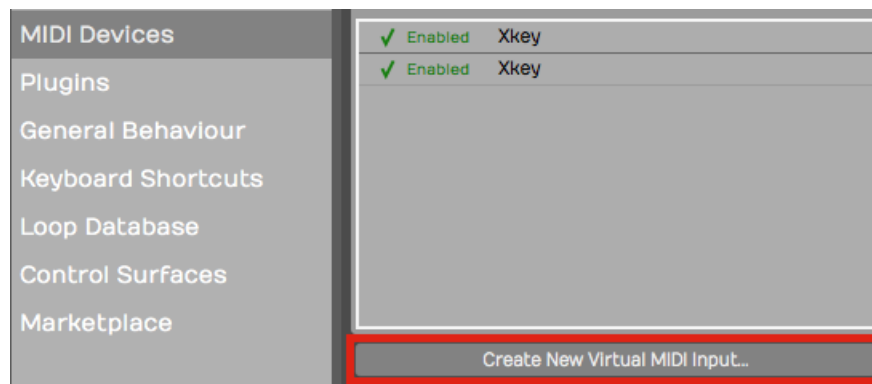 MIDI Devices
Plugins
General Behaviour
Keyboard Shortcuts
Loop Database
Control Surfaces
Marketplace
✓ Enabled Xkey
✓ Enabled Xkey
Create New Virtual MIDI Input...